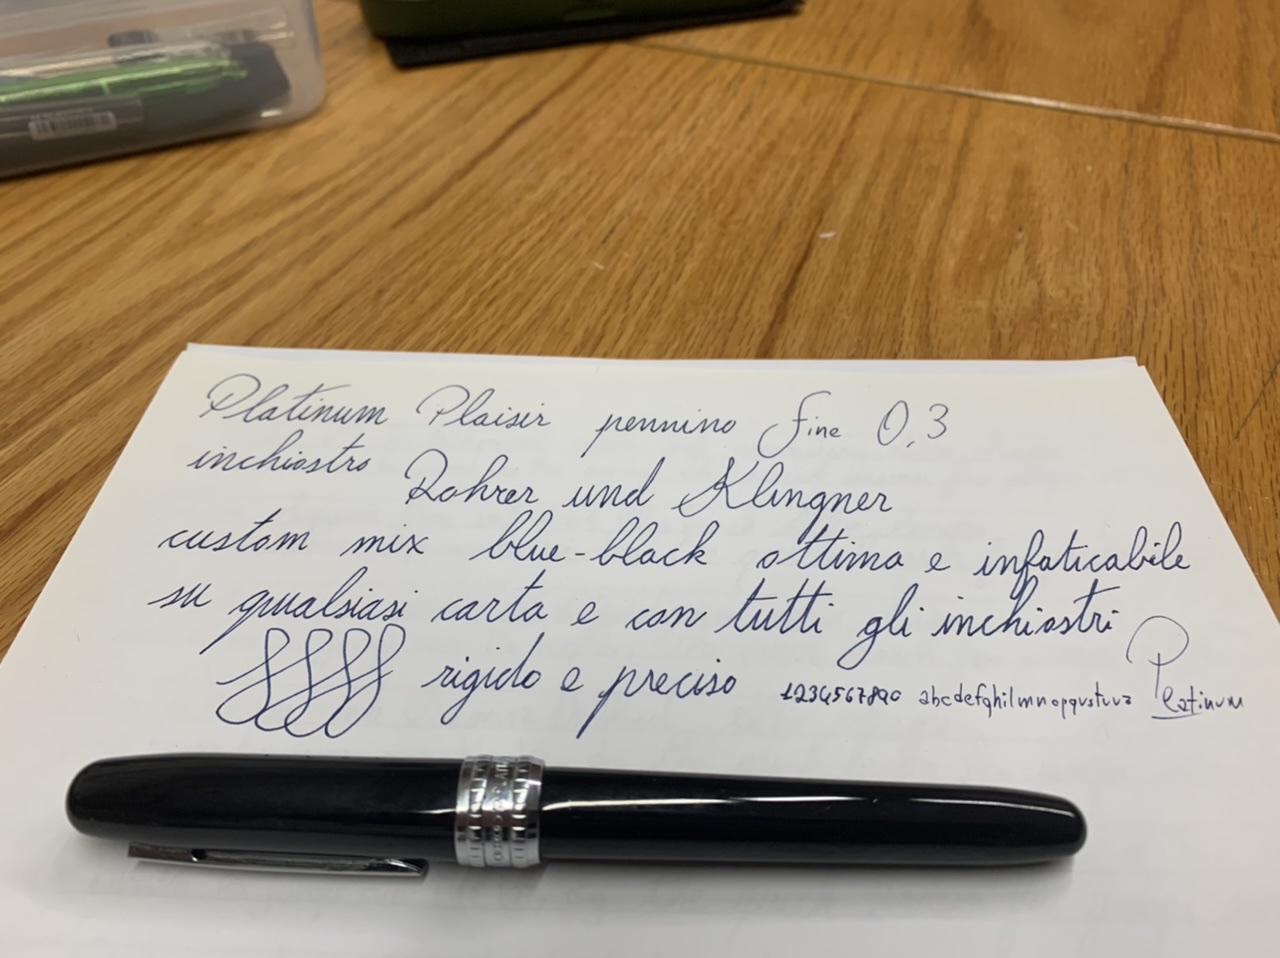 Platinum Plaisir pennino fine 0,3
inchiostro Rohrer und Klingner
custom mix blue-black ottima e infaticabile
su qualsiasi carta e con tutti gli inchiostri
rigido e preciso 1234567890 abcdefghilmnopqrstuvz Platinum